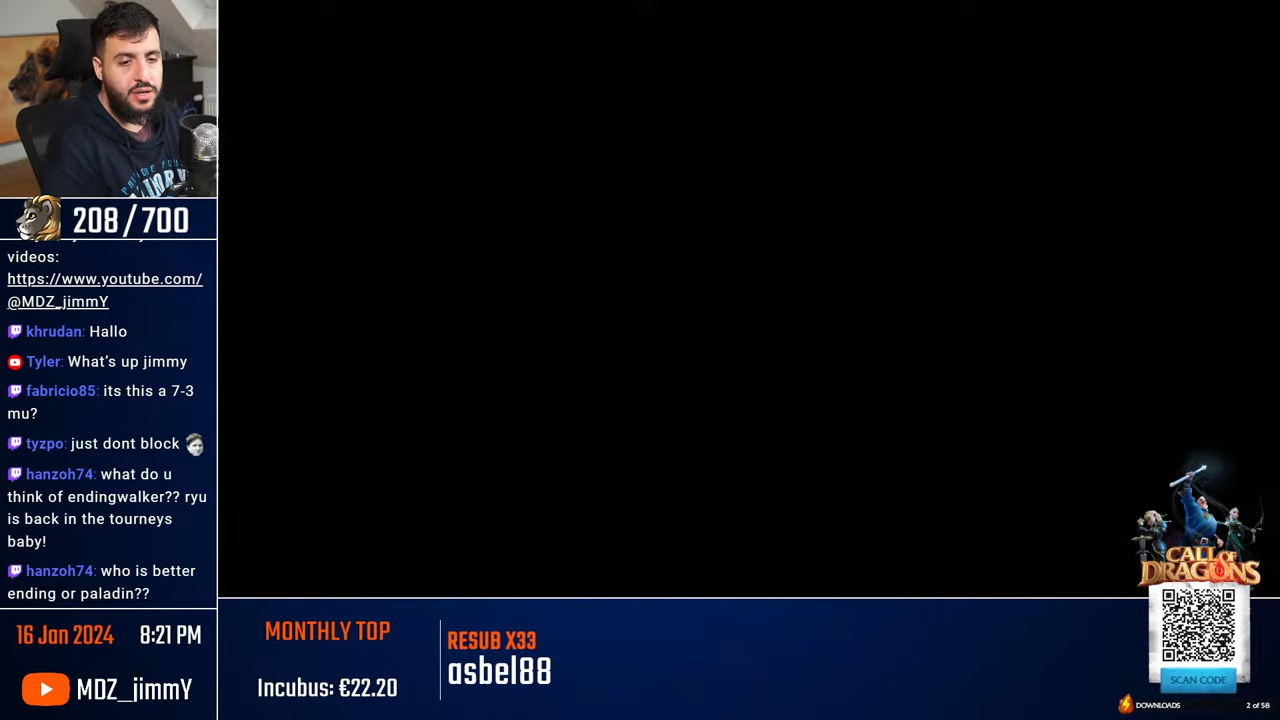 208 / 700
videos:
https://www.youtube.com/
@MDZ_jimmY
khrudan: Hallo
Tyler: What’s up jimmy
fabricio85: its this a 7-3
mu?
tyzpo: just dont block
hanzoh74: what do u
think of endingwalker?? ryu
is back in the tourneys
baby!
hanzoh74: who is better
ending or paladin??
16 Jan 2024 8:21 PM
MDZ_jimmY
MONTHLY TOP
Incubus: €22.20
RESUB X33
asbel88
CALL OF
DRAGONS
SCAN CODE
DOWNLOADS 2 of 58